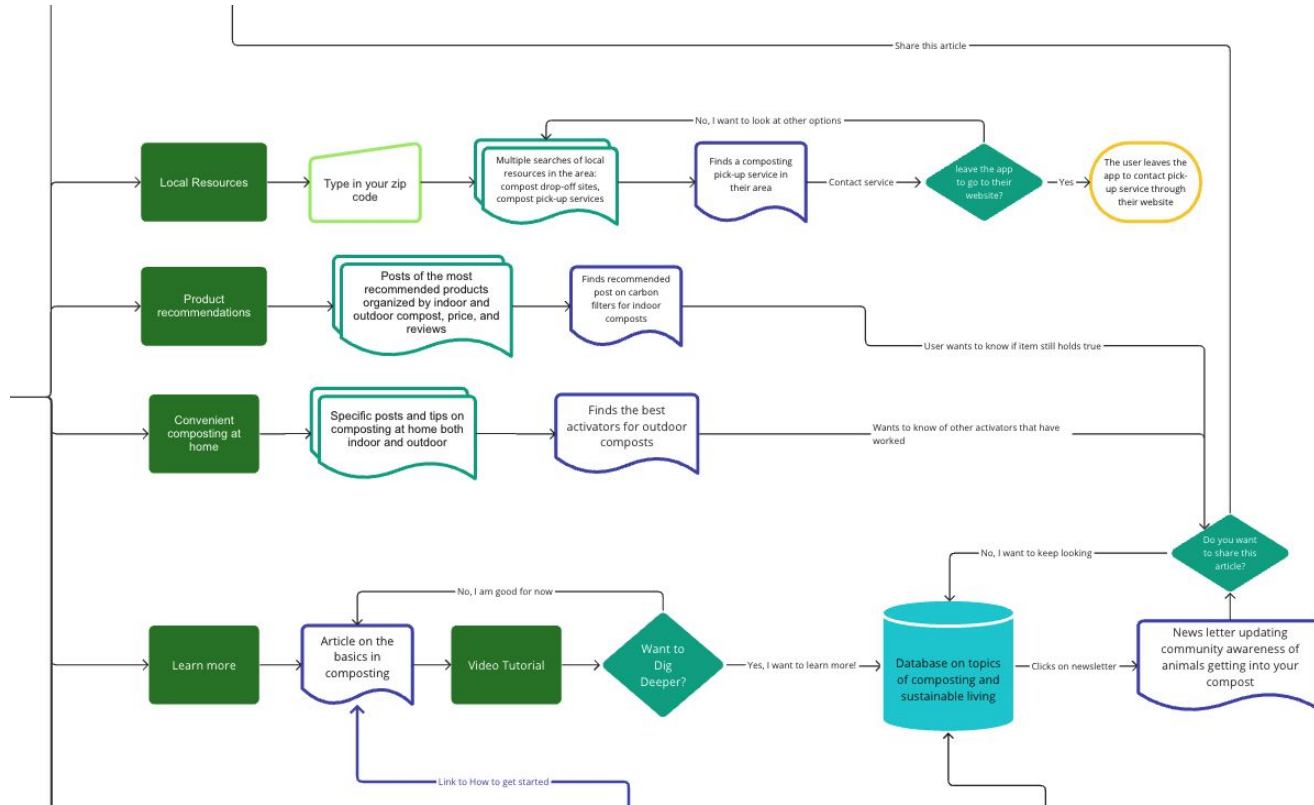 Share this article
No, I want to look at other options
Local Resources
Type in your zip
code
Multiple searches of local
resources in the area:
compost drop-off sites,
compost pick-up services
Finds a composting
pick-up service in
their area
Contact service
leave the app
to go to their
website?
Yes
The user leaves the
app to contact pick-
up service through
their website
Product
recommendations
Posts of the most
recommended products
organized by indoor and
outdoor compost, price, and
reviews
Finds recommended
post on carbon
filters for indoor
composts
User wants to know if item still holds true
Convenient
composting at
home
Specific posts and tips on
composting at home both
indoor and outdoor
Finds the best
activators for outdoor
composts
Wants to know of other activators that have
worked
Do you want
to share this
article?
No, I want to keep looking
No, I am good for now
Learn more
Article on the
basics in
composting
Video Tutorial
Want to
Dig
Deeper?
Yes, I want to learn more!
Database on topics
of composting and
sustainable living
Clicks on newsletter
News letter updating
community awareness of
animals getting into your
compost
Link to How to get started